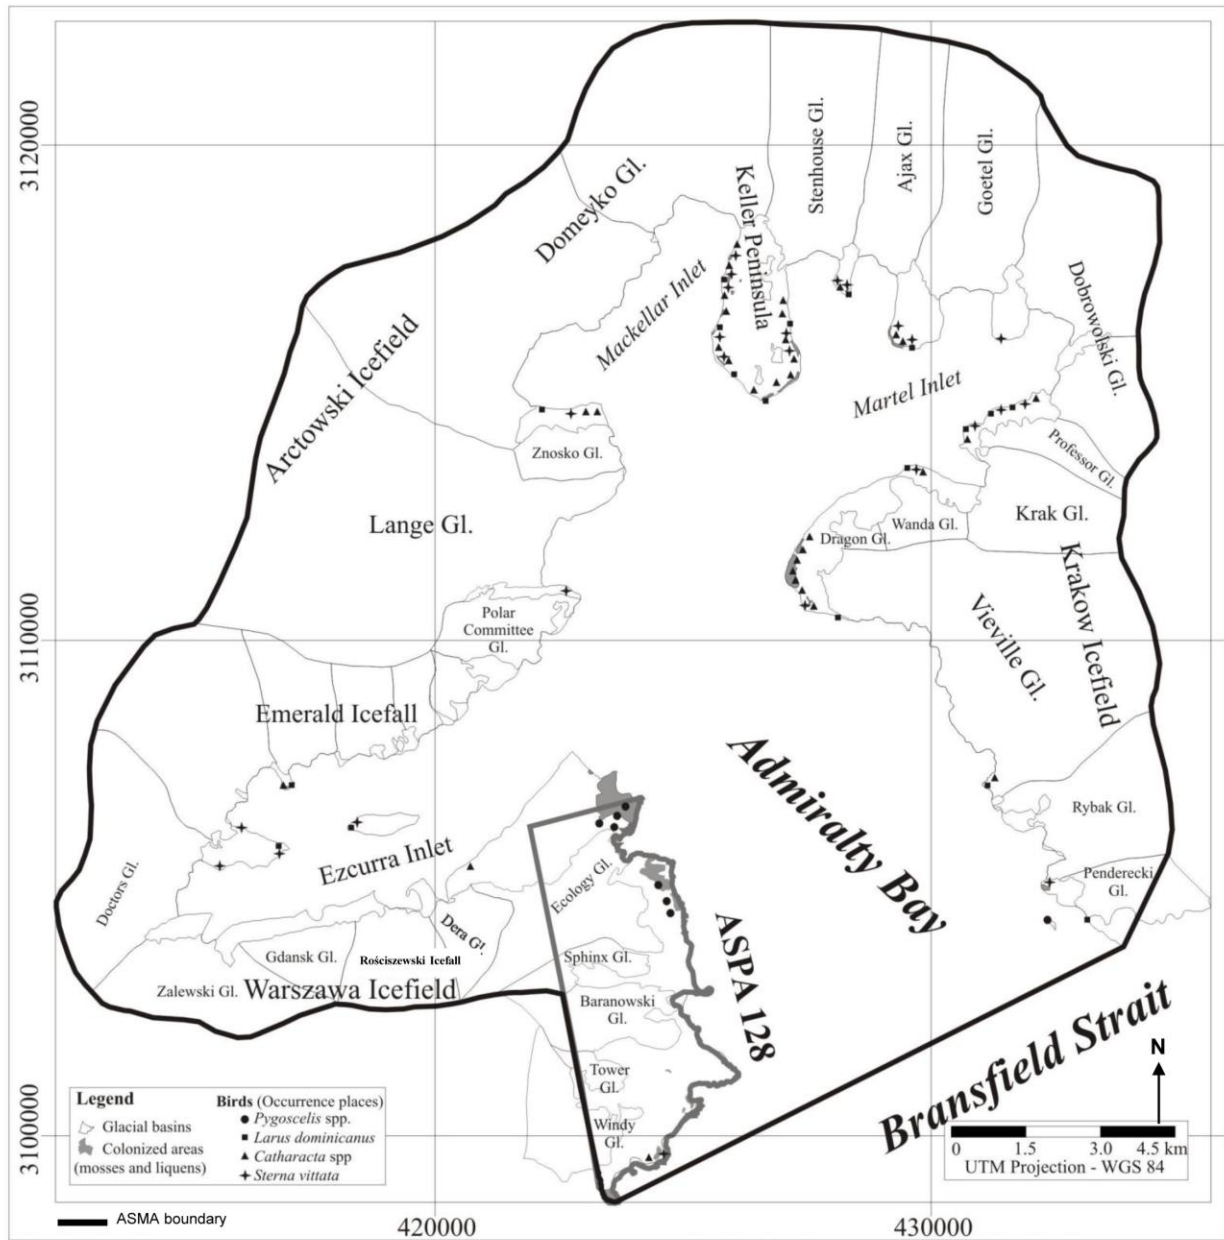 3120000
3110000
3100000
420000
430000
Domeyko Gl.
Keller Peninsula
Stenhouse Gl.
Ajax Gl.
Goetel Gl.
Dobrowolski Gl.
Mackellar Inlet
Arctowski Icefield
Martel Inlet
Znosko Gl.
Professor Gl.
Lange Gl.
Wanda Gl.
Krak Gl.
Dragon Gl.
Krakow Icefield
Polar
Committee
Gl.
Vieville Gl.
Emerald Icefall
Admiralty Bay
Rybak Gl.
Ezcurra Inlet
Doctors Gl.
Ecology Gl.
Penderecki
Gl.
Dera Gl.
ASPA 128
Gdansk Gl.
Rościszewski Icefall
Sphinx Gl.
Zalewski Gl.
Warszawa Icefield
Baranowski
Gl.
Bransfield Strait
Tower
Gl.
Windy
Gl.
N
0 1.5 3.0 4.5 km
UTM Projection - WGS 84
Legend
Glacial basins
Colonized areas
(mosses and liquens)
Birds (Occurrence places)
Pygoscelis spp.
Larus dominicanus
Catharacta spp
Sterna vittata
ASMA boundary